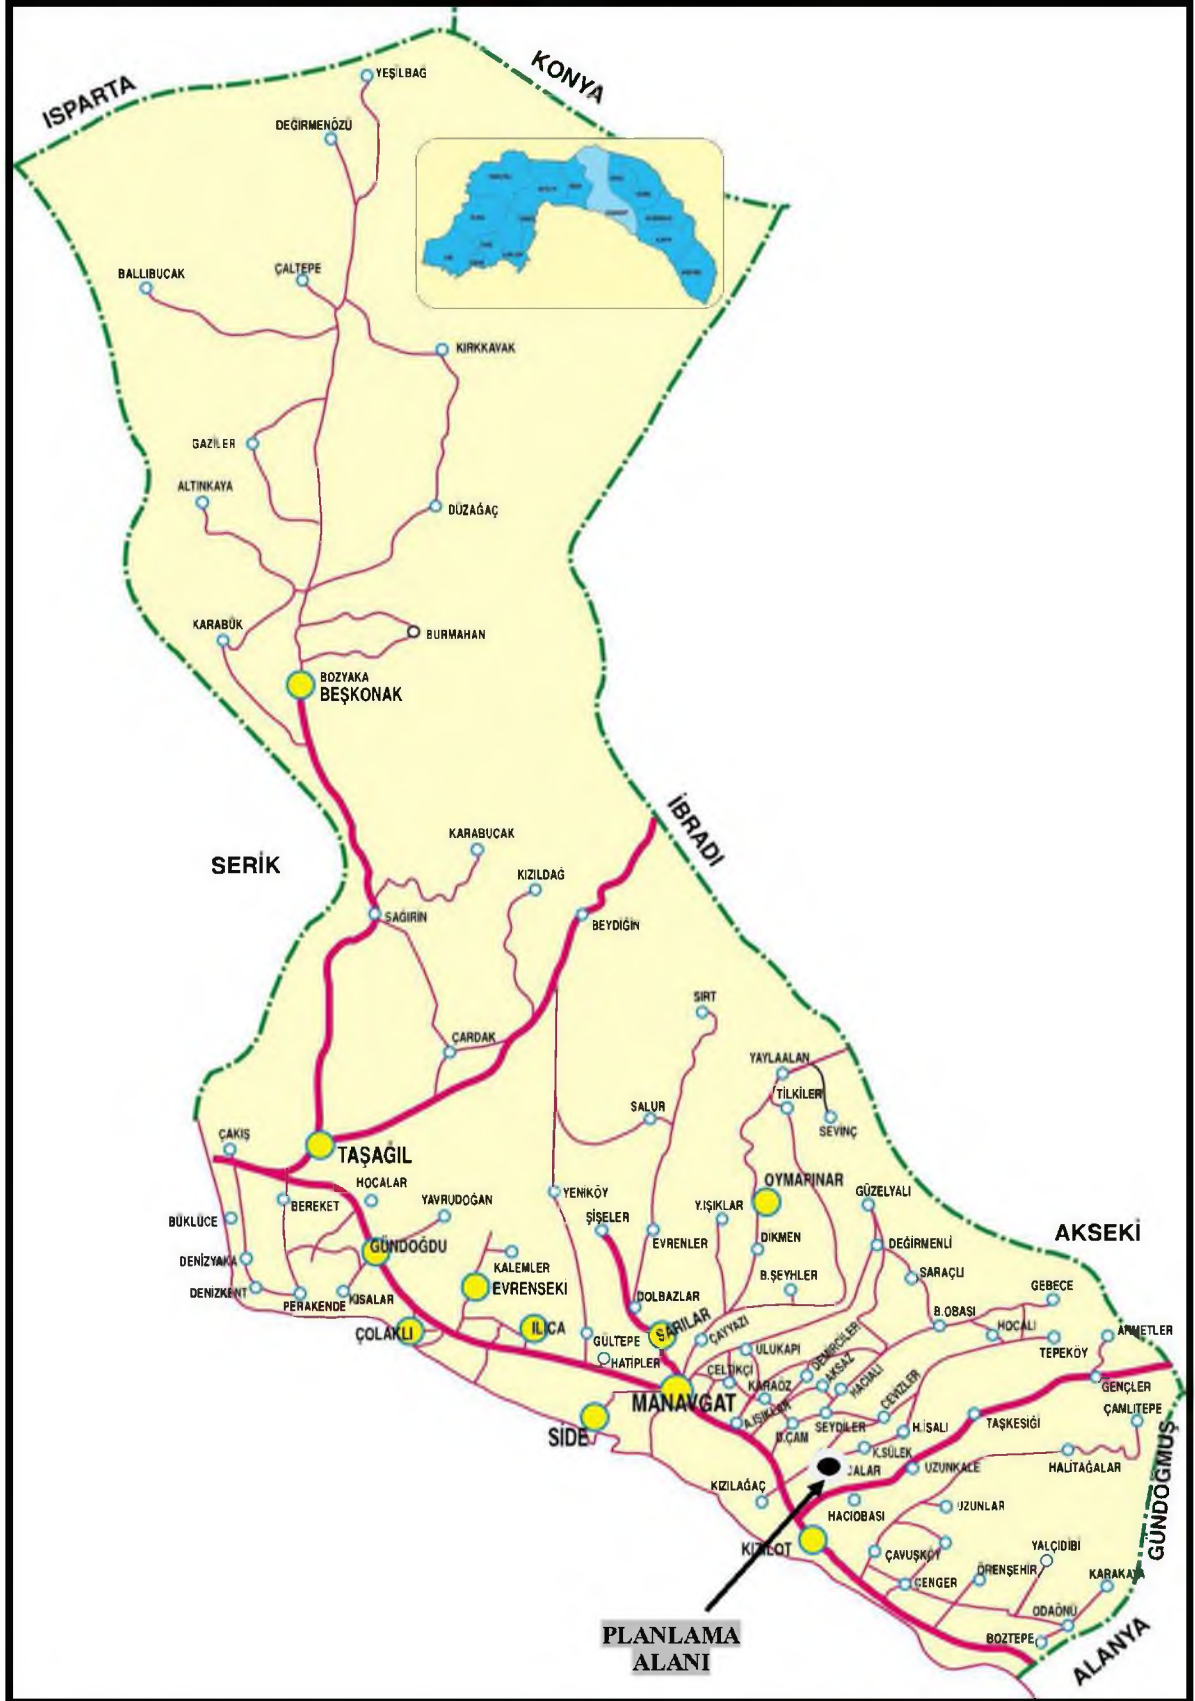 ISPARTA
KONYA
YEŞİLBAĞ
DEĞİRMENÖZÜ
BALLIBUCAK
ÇALTEPE
KIRKKAVAK
GAZİLER
ALTINKAYA
DÜZAĞAÇ
KARABÜK
BURMAHAN
BOZYAKA
BEŞKONAK
İBRADI
SERİK
KARABUCAK
KIZILDAĞ
SAĞIRİN
BEYDİĞİN
SIRT
ÇARDAK
YAYLAALAN
TİLKİLER
SALUR
SEVİNÇ
ÇAKIŞ
TAŞAĞIL
HOCALAR
OYMAPINAR
BEREKET
YAVRUDOĞAN
YENİKÖY
Y.IŞIKLAR
GÜZELYALI
BÜKLÜCE
ŞİŞELER
AKSEKİ
GÜNDOĞDU
EVRENLER
DİKMEN
DEĞİRMENLİ
DENİZYAKA
KALEMLER
B.ŞEYHLER
SARAÇLI
DENİZKENT
PERAKENDE
KISALAR
EVRENSEKI
DOLBAZLAR
GEBECE
B.OBASI
ÇOLAKLI
ILICA
SARILAR
ÇAYYAZI
HOCALI
AHMETLER
GÜLTEPE
HATİPLER
ULUKAPI
DEMİRCİLER
TEPEKÖY
ÇELTİKÇİ
AKSAZ
HACIALİ
KARAÖZ
CEVİZLER
GENÇLER
MANAVGAT
A.IŞIKLAR
SEYDİLER
H.İSALI
TAŞKESİĞİ
ÇAMLITEPE
SİDE
D.ÇAM
K.SÜLEK
GÜNDOĞMUŞ
ALAR
UZUNKALE
HALİTAĞALAR
KIZILAĞAÇ
HACIOBASI
UZUNLAR
KIZILOT
ÇAVUŞKÖY
YALÇIDİBİ
ÇENGER
ÖRENŞEHİR
KARAKAYA
ODAÖNÜ
PLANLAMA
ALANI
BOZTEPE
ALANYA